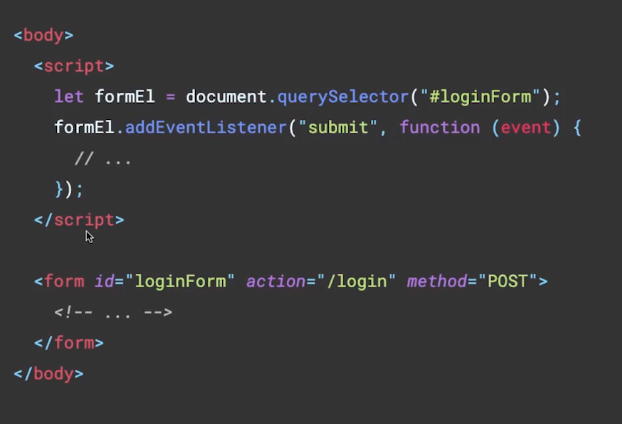 <body>
<script>
let formEl = document.querySelector("#loginForm");
formEl.addEventListener("submit", function (event) {
// ...
});
</script>
<form id="loginForm" action="/login" method="POST">
<!-- ... -->
</form>
</body>